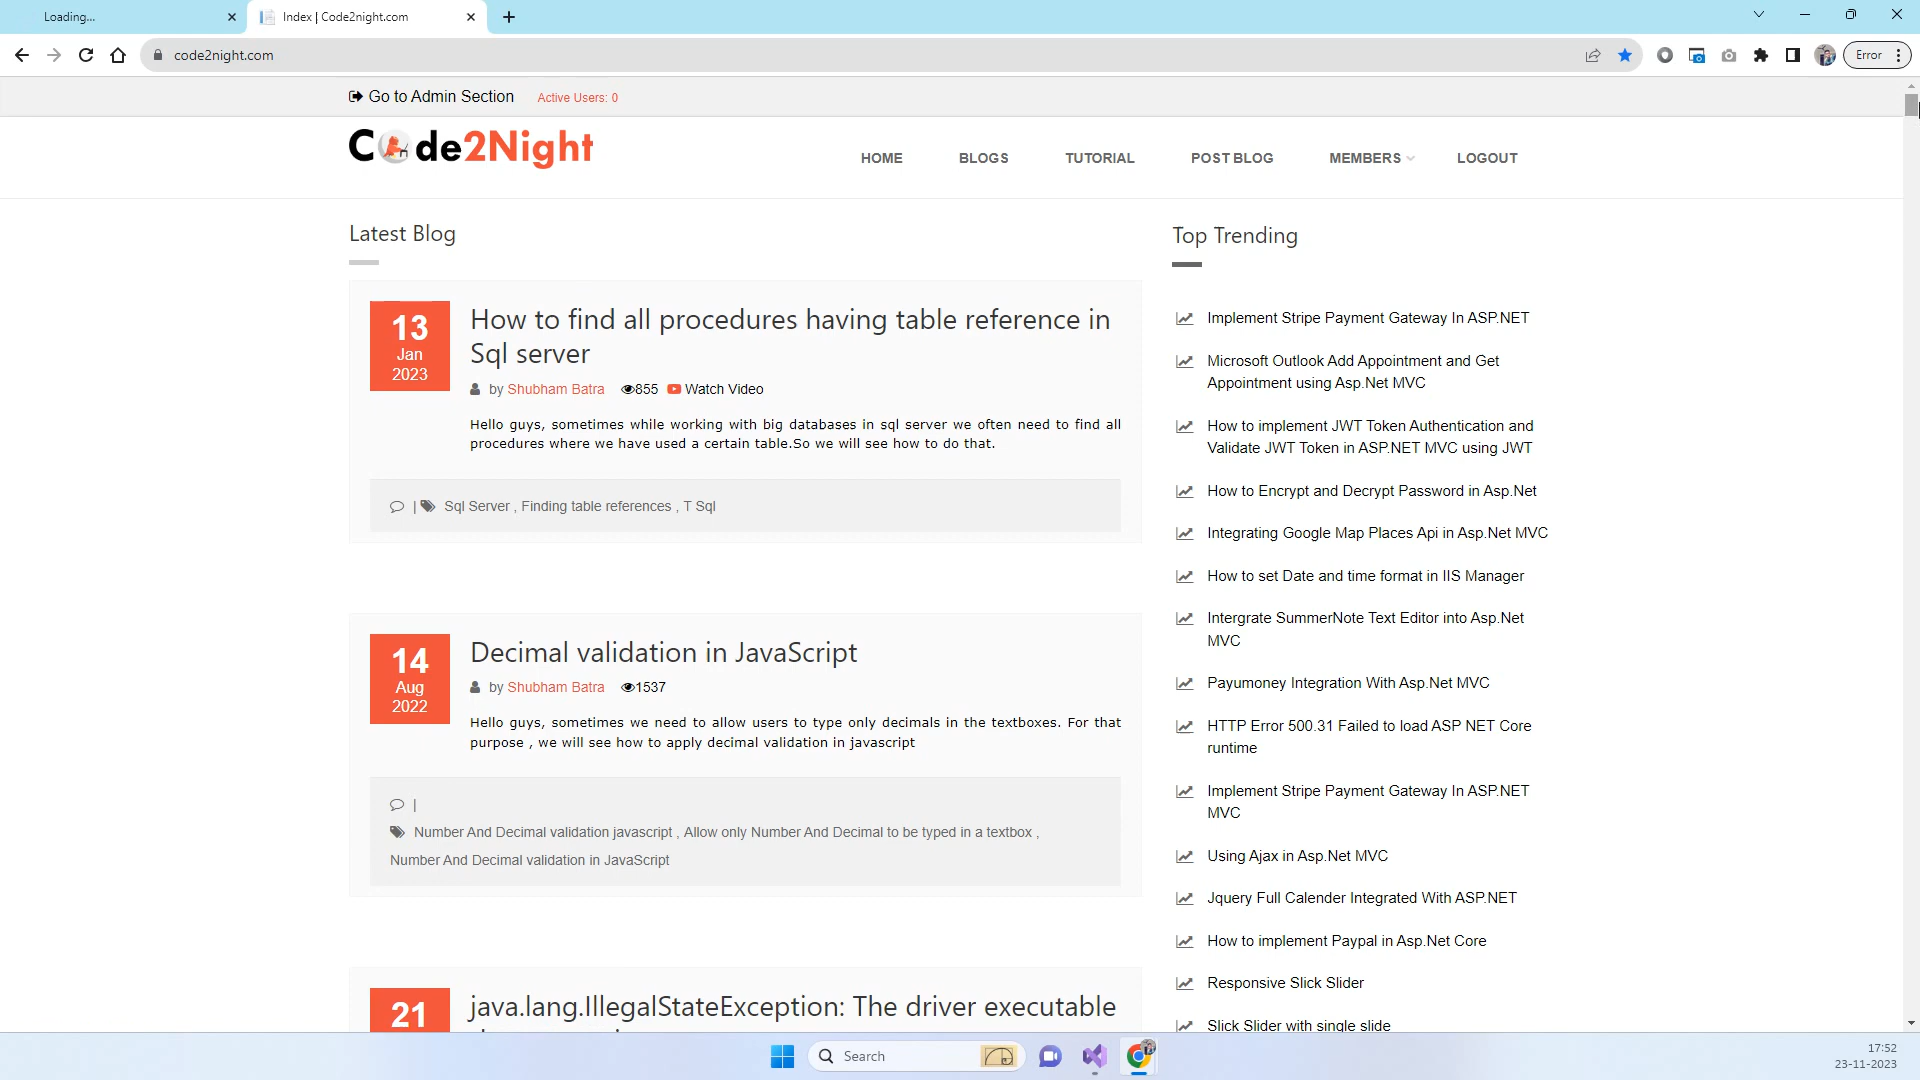 Loading...
Index | Code2night.com
code2night.com
Error
Go to Admin Section
Active Users: 0
Code2Night
HOME
BLOGS
TUTORIAL
POST BLOG
MEMBERS
LOGOUT
Latest Blog
13
Jan
2023
How to find all procedures having table reference in
Sql server
by Shubham Batra 855 Watch Video
Hello guys, sometimes while working with big databases in sql server we often need to find all
procedures where we have used a certain table.So we will see how to do that.
| Sql Server , Finding table references , T Sql
14
Aug
2022
Decimal validation in JavaScript
by Shubham Batra 1537
Hello guys, sometimes we need to allow users to type only decimals in the textboxes. For that
purpose , we will see how to apply decimal validation in javascript
|
Number And Decimal validation javascript , Allow only Number And Decimal to be typed in a textbox ,
Number And Decimal validation in JavaScript
21
java.lang.IllegalStateException: The driver executable
Top Trending
Implement Stripe Payment Gateway In ASP.NET
Microsoft Outlook Add Appointment and Get
Appointment using Asp.Net MVC
How to implement JWT Token Authentication and
Validate JWT Token in ASP.NET MVC using JWT
How to Encrypt and Decrypt Password in Asp.Net
Integrating Google Map Places Api in Asp.Net MVC
How to set Date and time format in IIS Manager
Intergrate SummerNote Text Editor into Asp.Net
MVC
Payumoney Integration With Asp.Net MVC
HTTP Error 500.31 Failed to load ASP NET Core
runtime
Implement Stripe Payment Gateway In ASP.NET
MVC
Using Ajax in Asp.Net MVC
Jquery Full Calender Integrated With ASP.NET
How to implement Paypal in Asp.Net Core
Responsive Slick Slider
Slick Slider with single slide
Search
17:52
23-11-2023